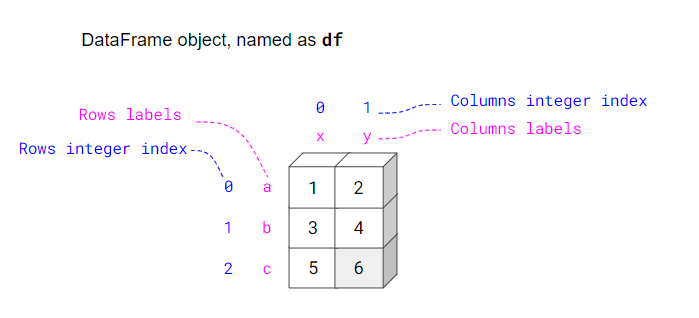 DataFrame object, named as df
0 1 Columns integer index
Rows labels
x y Columns labels
Rows integer index
0 a 1 2
1 b 3 4
2 c 5 6